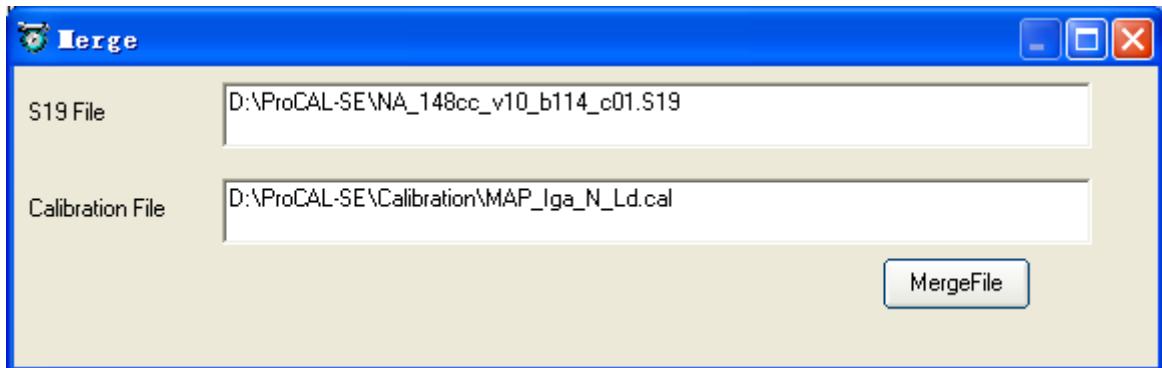 Merge
S19 File
D:\ProCAL-SE\NA_148cc_v10_b114_c01.S19
Calibration File
D:\ProCAL-SE\Calibration\MAP_Iga_N_Ld.cal
MergeFile